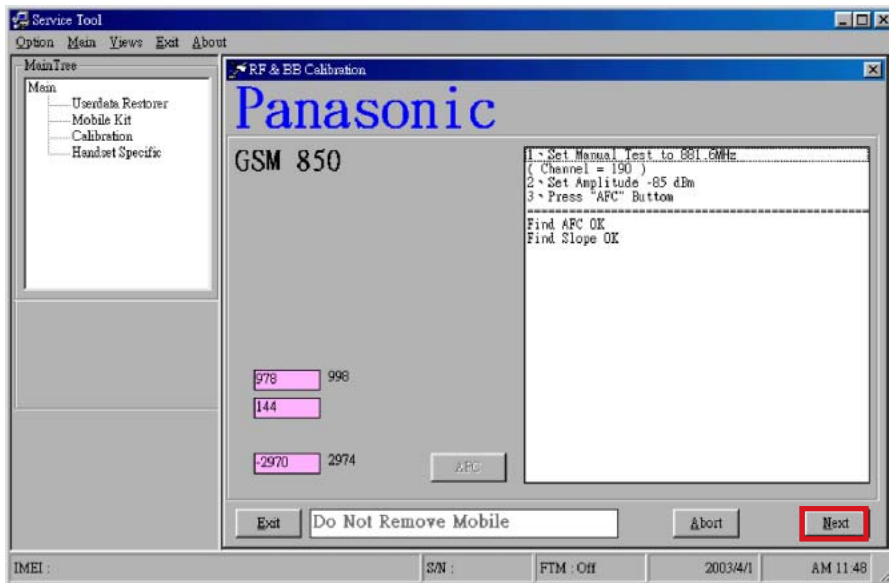 Service Tool
Option Main Views Exit About
MainTree
Main
Userdata Restorer
Mobile Kit
Calibration
Handset Specific
RF & BB Calibration
Panasonic
GSM 850
1、Set Manual Test to 881.6MHz
( Channel = 190 )
2、Set Amplitude -85 dBm
3、Press "AFC" Buttom
Find AFC OK
Find Slope OK
978 998
144
-2970 2974
AFC
Exit Do Not Remove Mobile Abort Next
IMEI : S/N : FTM : Off 2003/4/1 AM 11:48